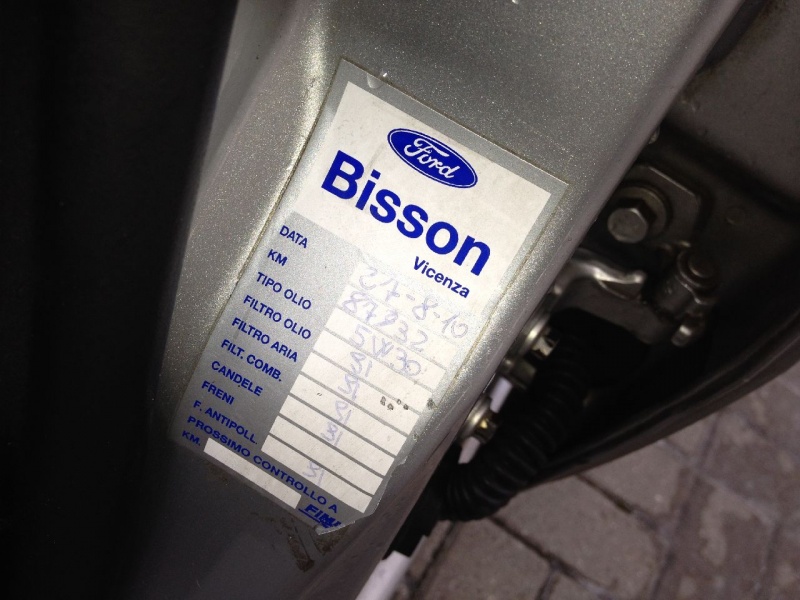 Ford
Bisson
Vicenza
DATA 27-8-10
KM 87932
TIPO OLIO 5W30
FILTRO OLIO SI
FILTRO ARIA SI
FILT. COMB. SI
CANDELE SI
FRENI
F. ANTIPOLL. SI
PROSSIMO CONTROLLO A
KM.